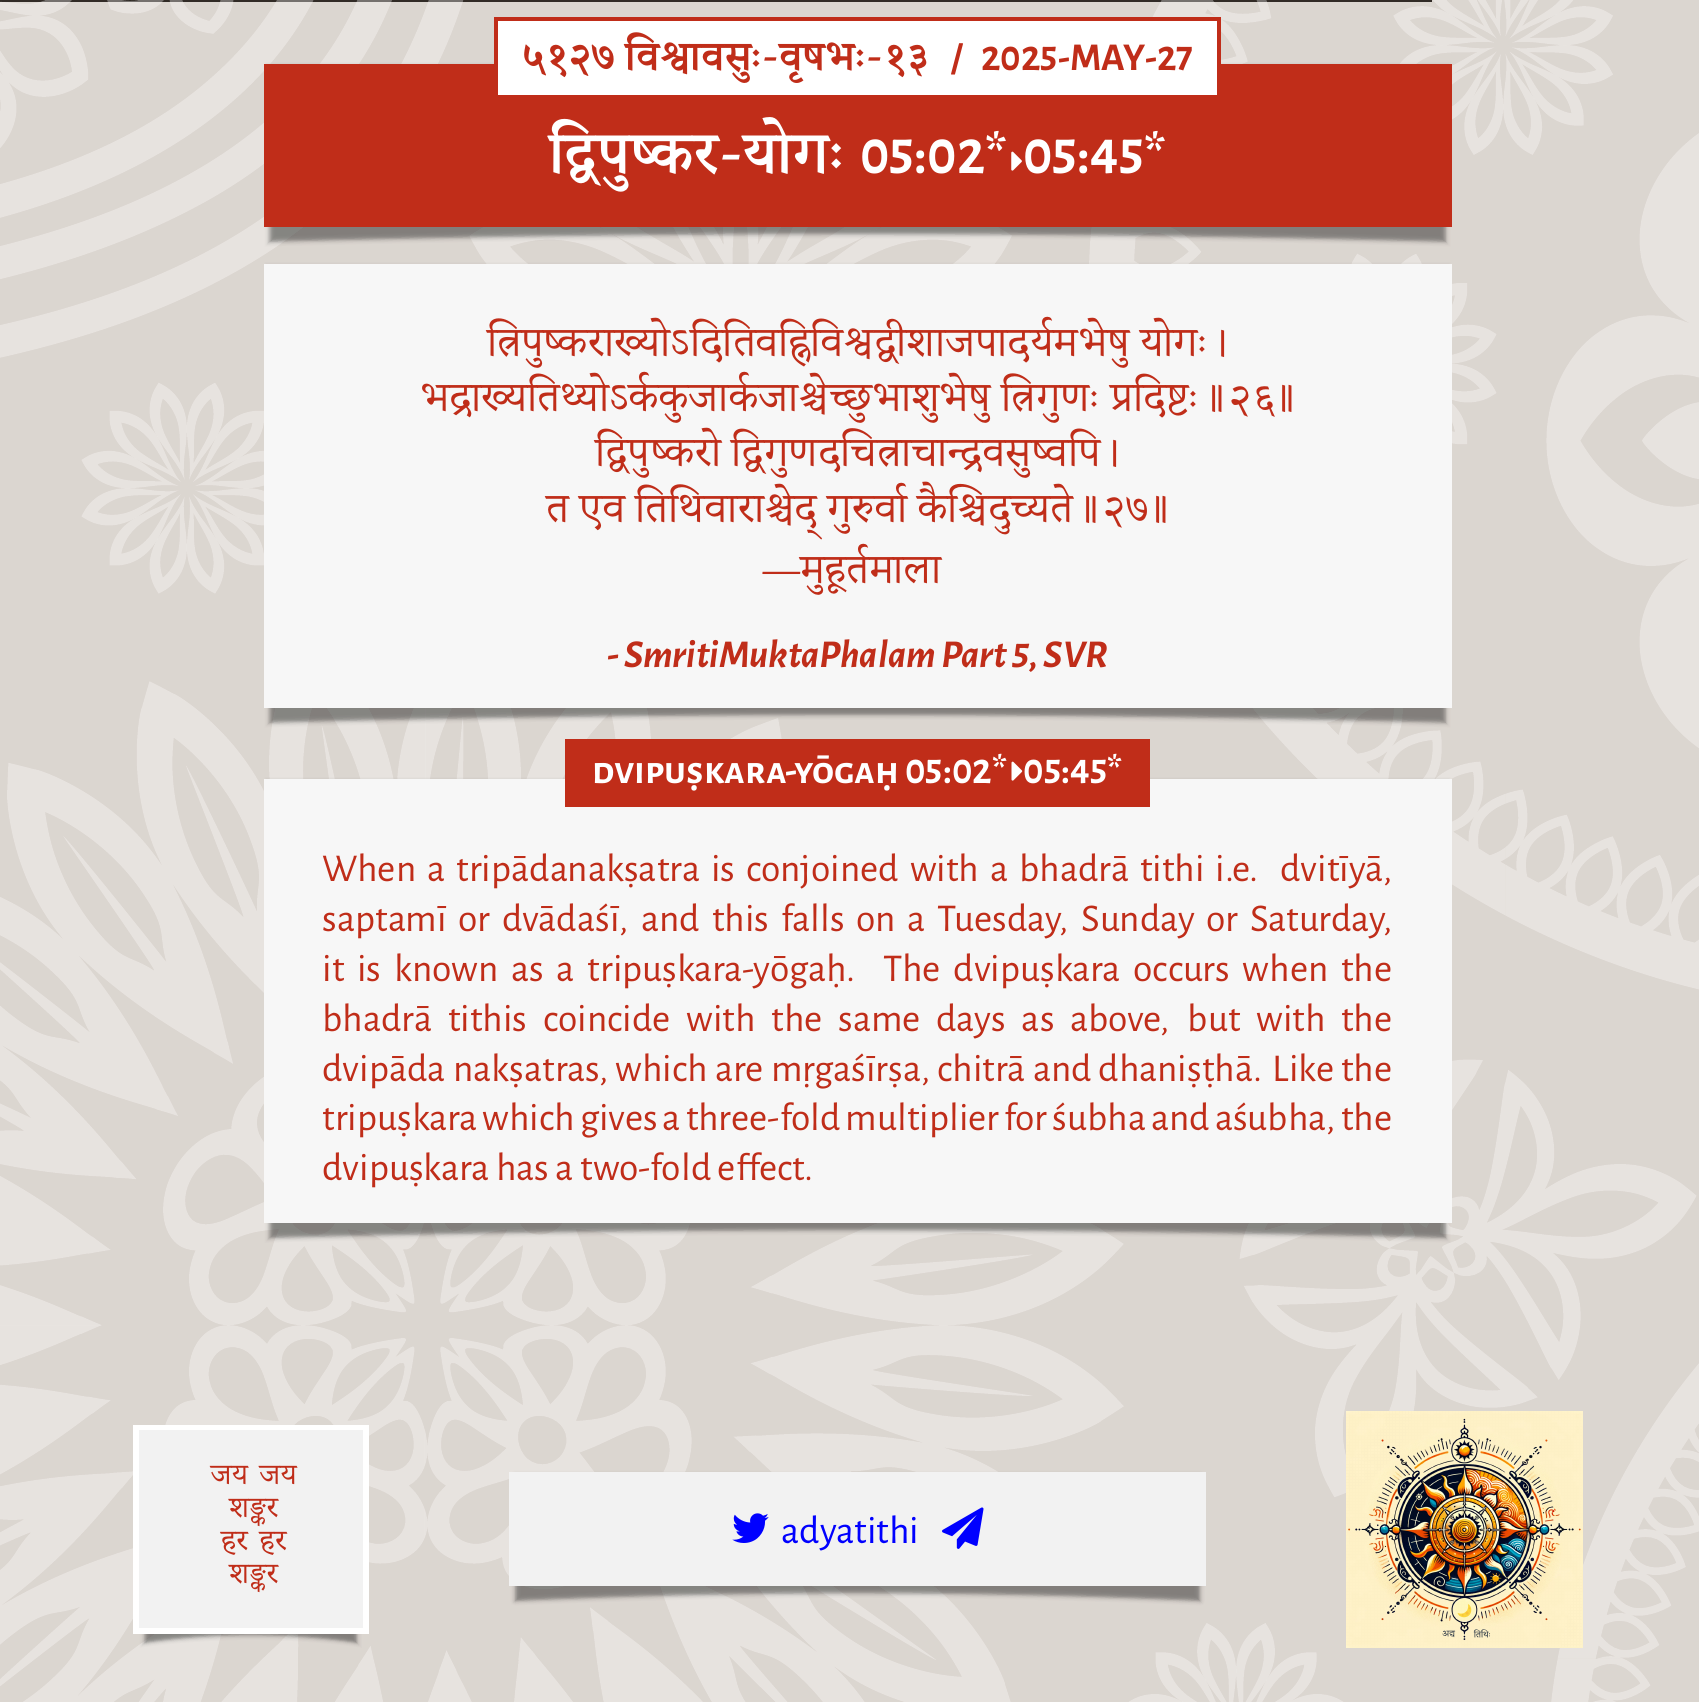 ५१२७ विश्वावसुः-वृषभः-१३ / 2025-MAY-27
द्विपुष्कर-योगः 05:02*▸05:45*
त्रिपुष्कराख्योऽदितिवह्निविश्वद्वीशाजपादर्यमभेषु योगः।
भद्राख्यतिथ्योऽर्ककुजार्कजाश्चेच्छुभाशुभेषु त्रिगुणः प्रदिष्टः॥२६॥
द्विपुष्करो द्विगुणदचित्राचान्द्रवसुष्वपि।
त एव तिथिवाराश्चेद् गुरुर्वा कैश्चिदुच्यते॥२७॥
—मुहूर्तमाला
- SmritiMuktaPhalam Part 5, SVR
DVIPUṢKARA-YŌGAḤ 05:02*▸05:45*
When a tripādanakṣatra is conjoined with a bhadrā tithi i.e. dvitīyā,
saptamī or dvādaśī, and this falls on a Tuesday, Sunday or Saturday,
it is known as a tripuṣkara-yōgaḥ. The dvipuṣkara occurs when the
bhadrā tithis coincide with the same days as above, but with the
dvipāda nakṣatras, which are mṛgaśīrṣa, chitrā and dhaniṣṭhā. Like the
tripuṣkara which gives a three-fold multiplier for śubha and aśubha, the
dvipuṣkara has a two-fold effect.
जय जय
शङ्कर
हर हर
शङ्कर
adyatithi
अद्य तिथिः